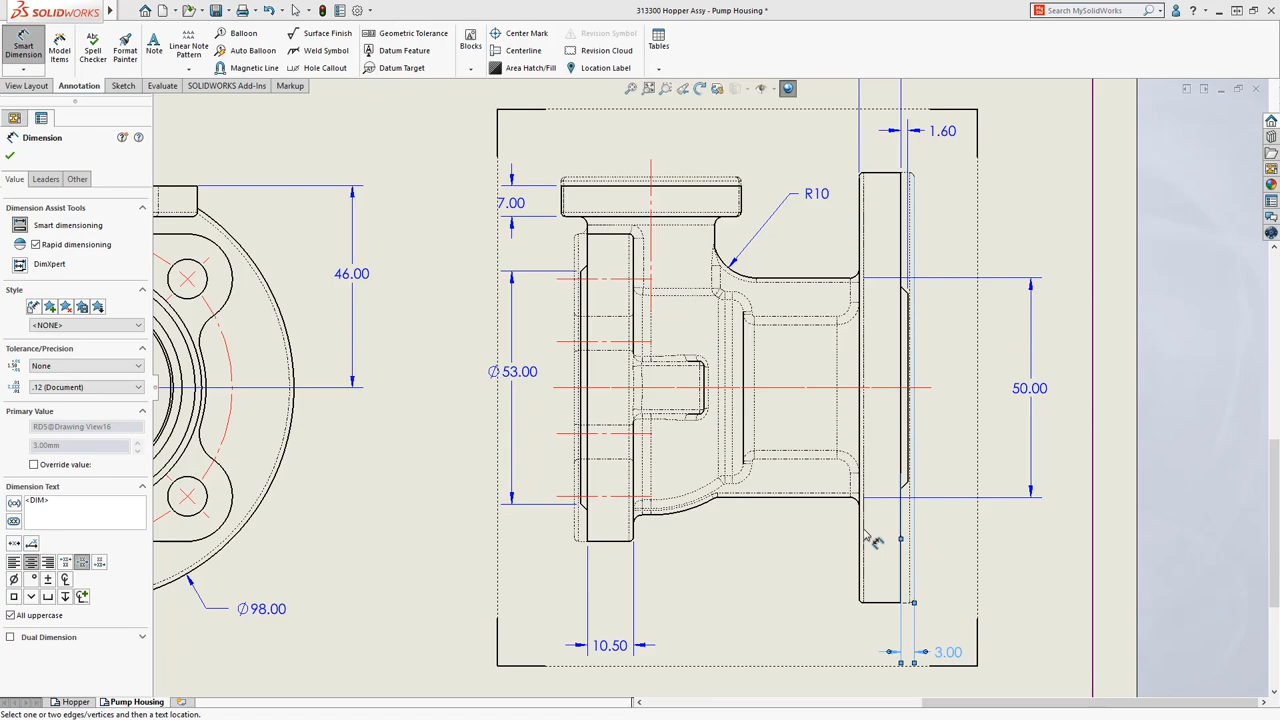 SOLIDWORKS
313300 Hopper Assy - Pump Housing *
Search MySolidWorks
Smart Dimension
Model Items
Spell Checker
Format Painter
Note
Linear Note Pattern
Balloon
Auto Balloon
Magnetic Line
Surface Finish
Weld Symbol
Hole Callout
Geometric Tolerance
Datum Feature
Datum Target
Blocks
Center Mark
Centerline
Area Hatch/Fill
Revision Symbol
Revision Cloud
Location Label
Tables
View Layout
Annotation
Sketch
Evaluate
SOLIDWORKS Add-Ins
Markup
Dimension
Value
Leaders
Other
Dimension Assist Tools
Smart dimensioning
Rapid dimensioning
DimXpert
Style
<NONE>
Tolerance/Precision
None
.12 (Document)
Primary Value
RD5@Drawing View16
3.00mm
Override value:
Dimension Text
<DIM>
All uppercase
Dual Dimension
46.00
∅98.00
7.00
∅53.00
10.50
R10
1.60
50.00
3.00
Hopper
Pump Housing
Select one or two edges/vertices and then a text location.